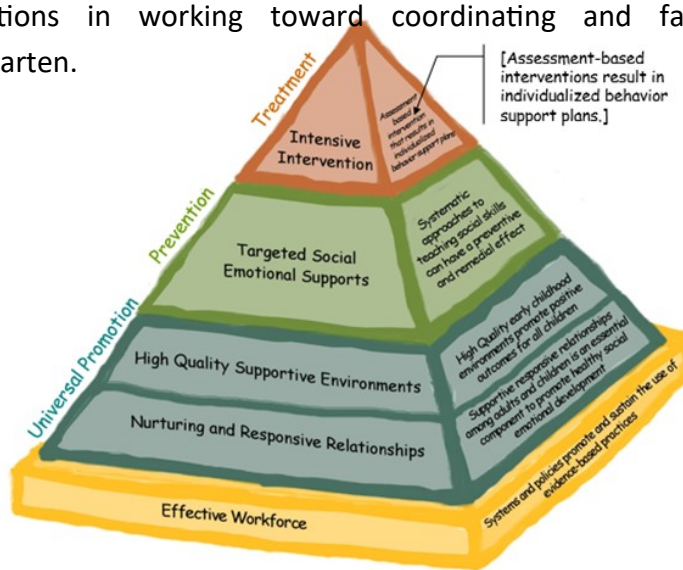 tions in working toward coordinating and fa
arten.
[Assessment-based
interventions result in
individualized behavior
support plans.]
Treatment
Intensive
Intervention
Assessment
based
intervention
that results in
individualized
behavior support plans
Prevention
Targeted Social
Emotional Supports
Systematic
approaches to
teaching social skills
can have a preventive
and remedial effect
Universal Promotion
High Quality Supportive Environments
High Quality early childhood
environments promote positive
outcomes for all children
Nurturing and Responsive Relationships
Supportive responsive relationships
among adults and children is an essential
component to promote healthy social
emotional development
Effective Workforce
Systems and policies promote and sustain the use of
evidence-based practices